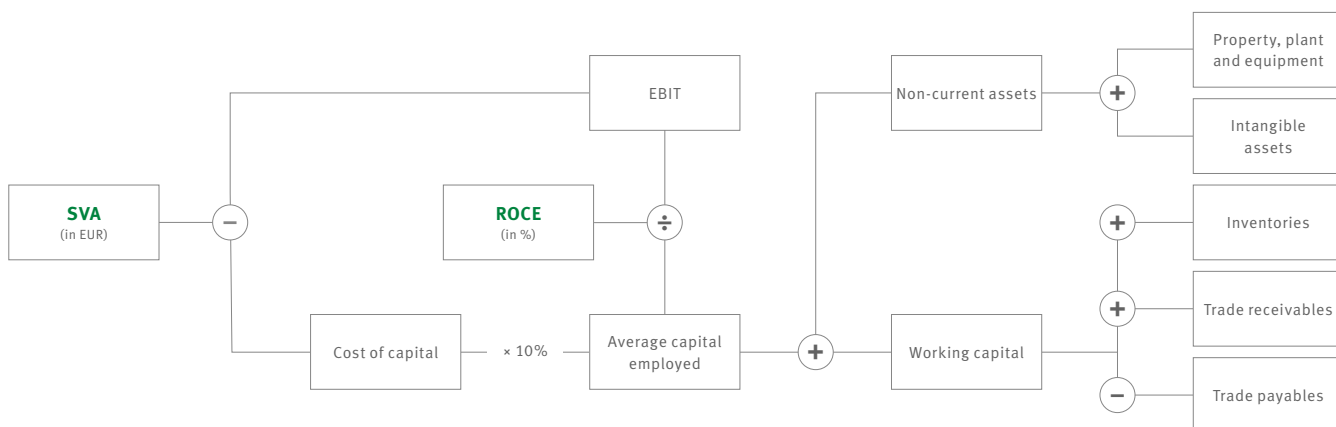 Property, plant
and equipment
EBIT
Non-current assets
+
Intangible
assets
SVA
(in EUR)
−
ROCE
(in %)
÷
+
Inventories
+
Trade receivables
Cost of capital
× 10%
Average capital
employed
+
Working capital
−
Trade payables